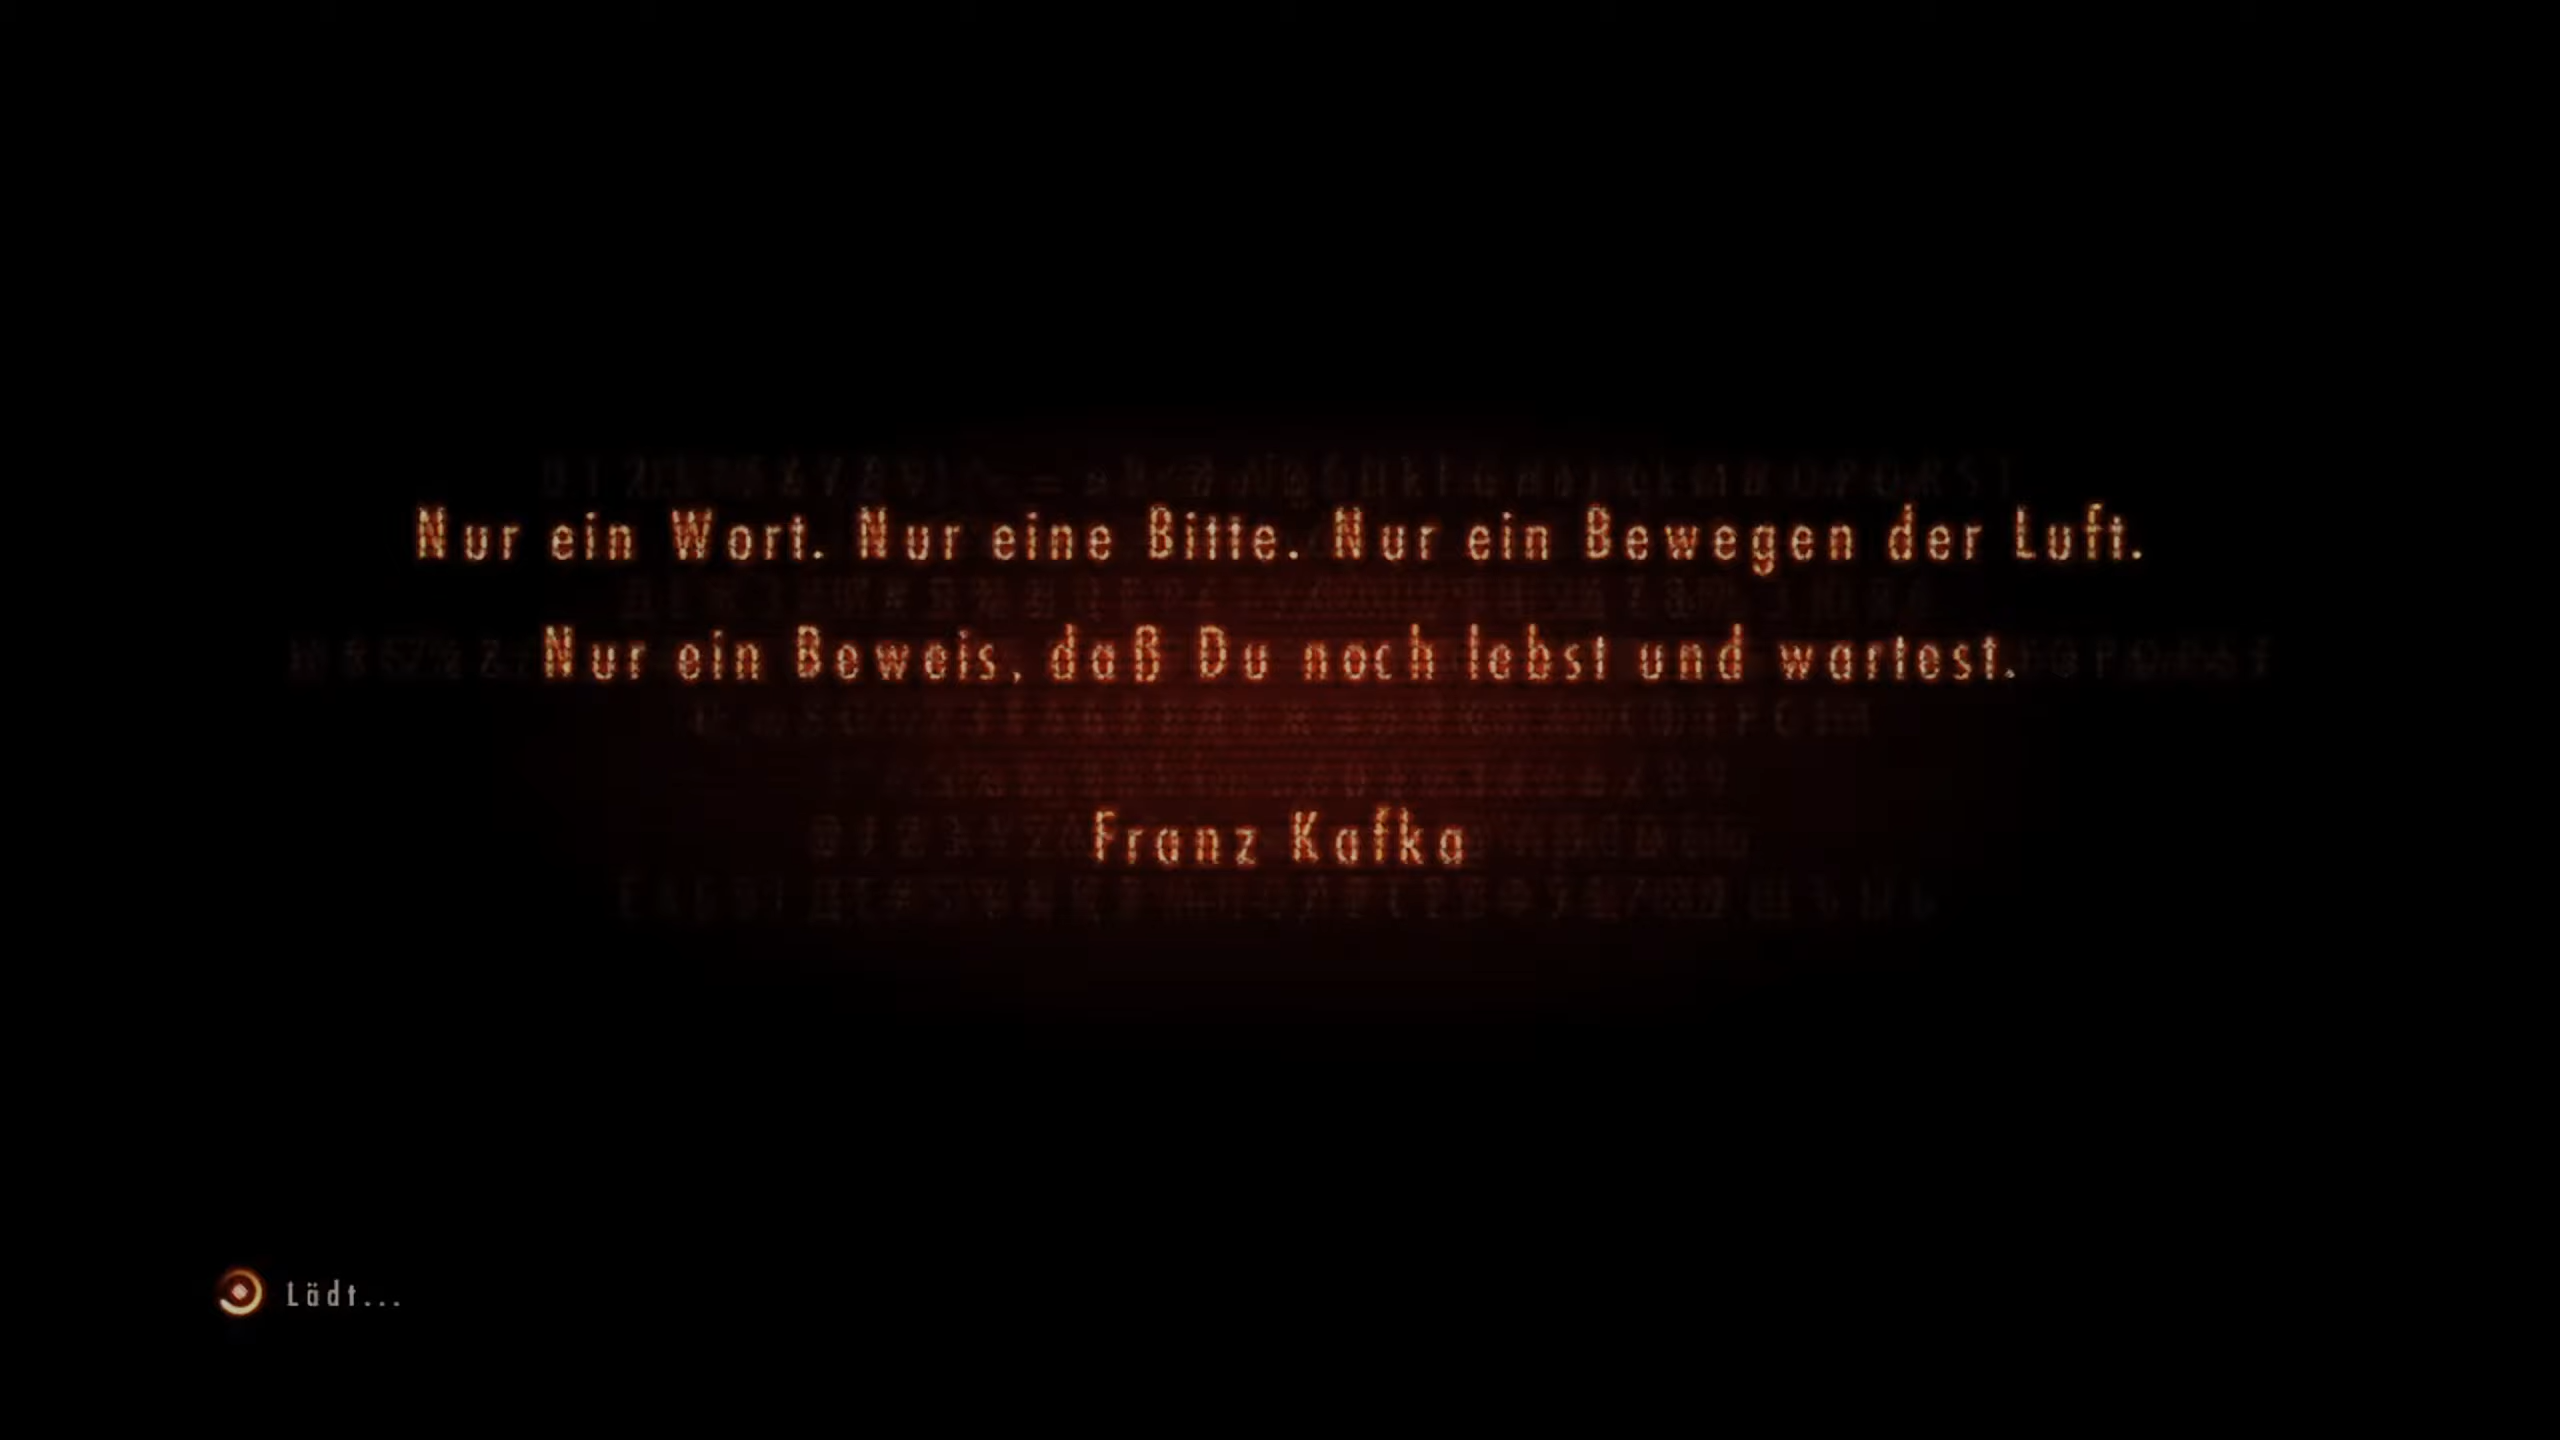 Nur ein Wort. Nur eine Bitte. Nur ein Bewegen der Luft.
Nur ein Beweis, daß Du noch lebst und wartest.
Franz Kafka
Lädt...